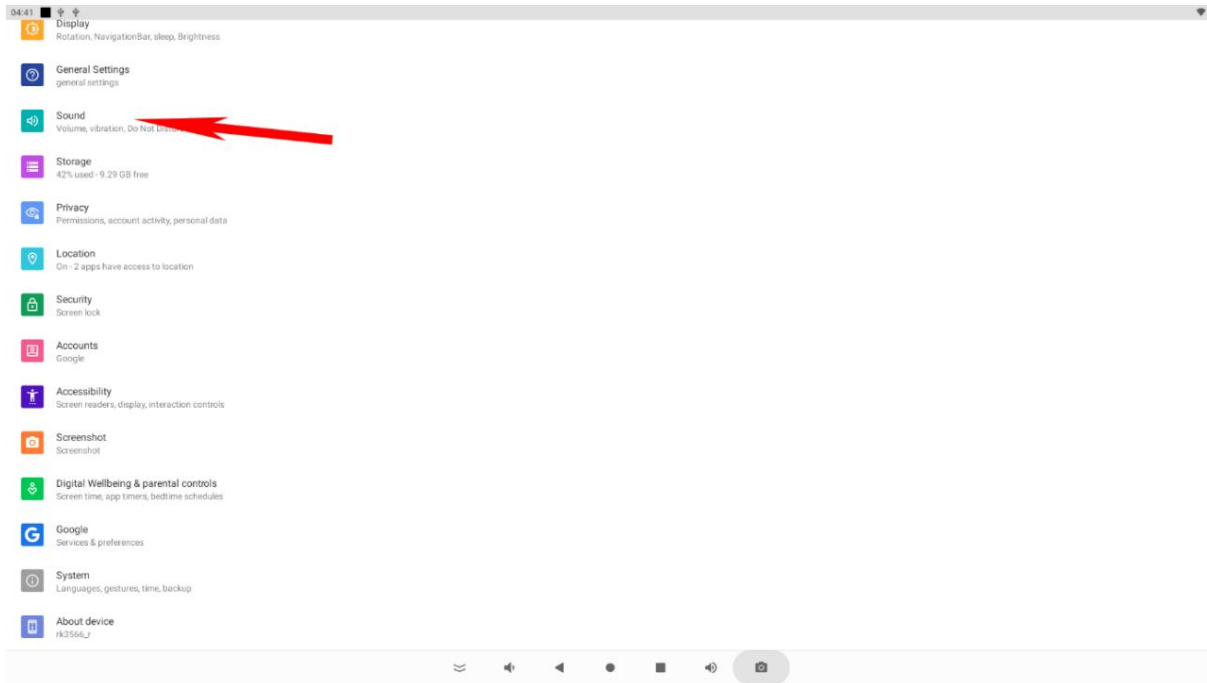 04:41
Display
Rotation, NavigationBar, sleep, Brightness
General Settings
general settings
Sound
Volume, vibration, Do Not
Storage
42% used - 9.29 GB free
Privacy
Permissions, account activity, personal data
Location
On - 2 apps have access to location
Security
Screen lock
Accounts
Google
Accessibility
Screen readers, display, interaction controls
Screenshot
Screenshot
Digital Wellbeing & parental controls
Screen time, app timers, bedtime schedules
Google
Services & preferences
System
Languages, gestures, time, backup
About device
rk3566_r